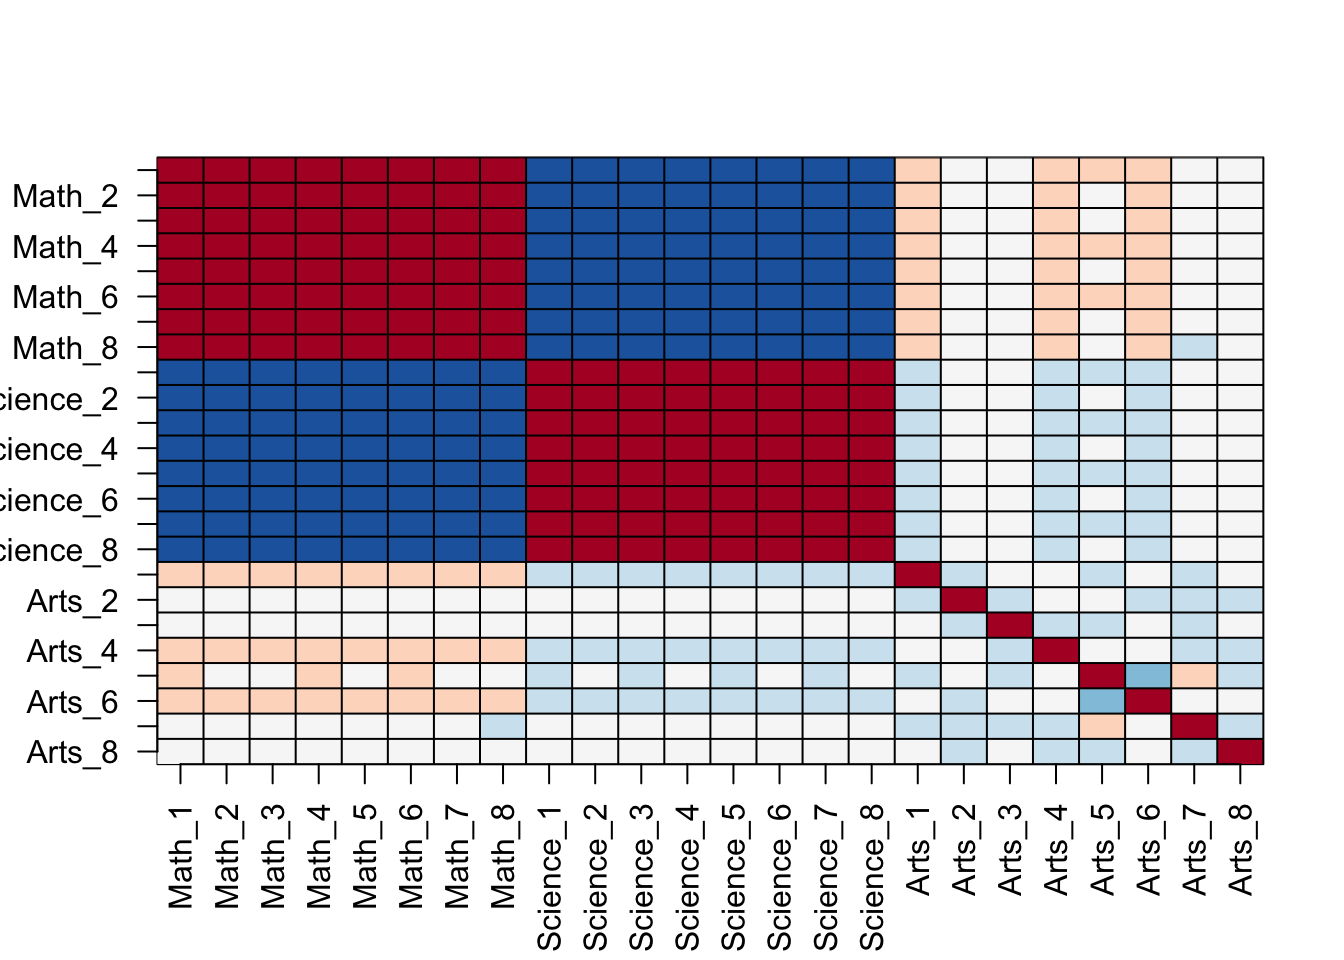 Math_2
Math_4
Math_6
Math_8
cience_2
cience_4
cience_6
cience_8
Arts_2
Arts_4
Arts_6
Arts_8
Math_1
Math_2
Math_3
Math_4
Math_5
Math_6
Math_7
Math_8
Science_1
Science_2
Science_3
Science_4
Science_5
Science_6
Science_7
Science_8
Arts_1
Arts_2
Arts_3
Arts_4
Arts_5
Arts_6
Arts_7
Arts_8